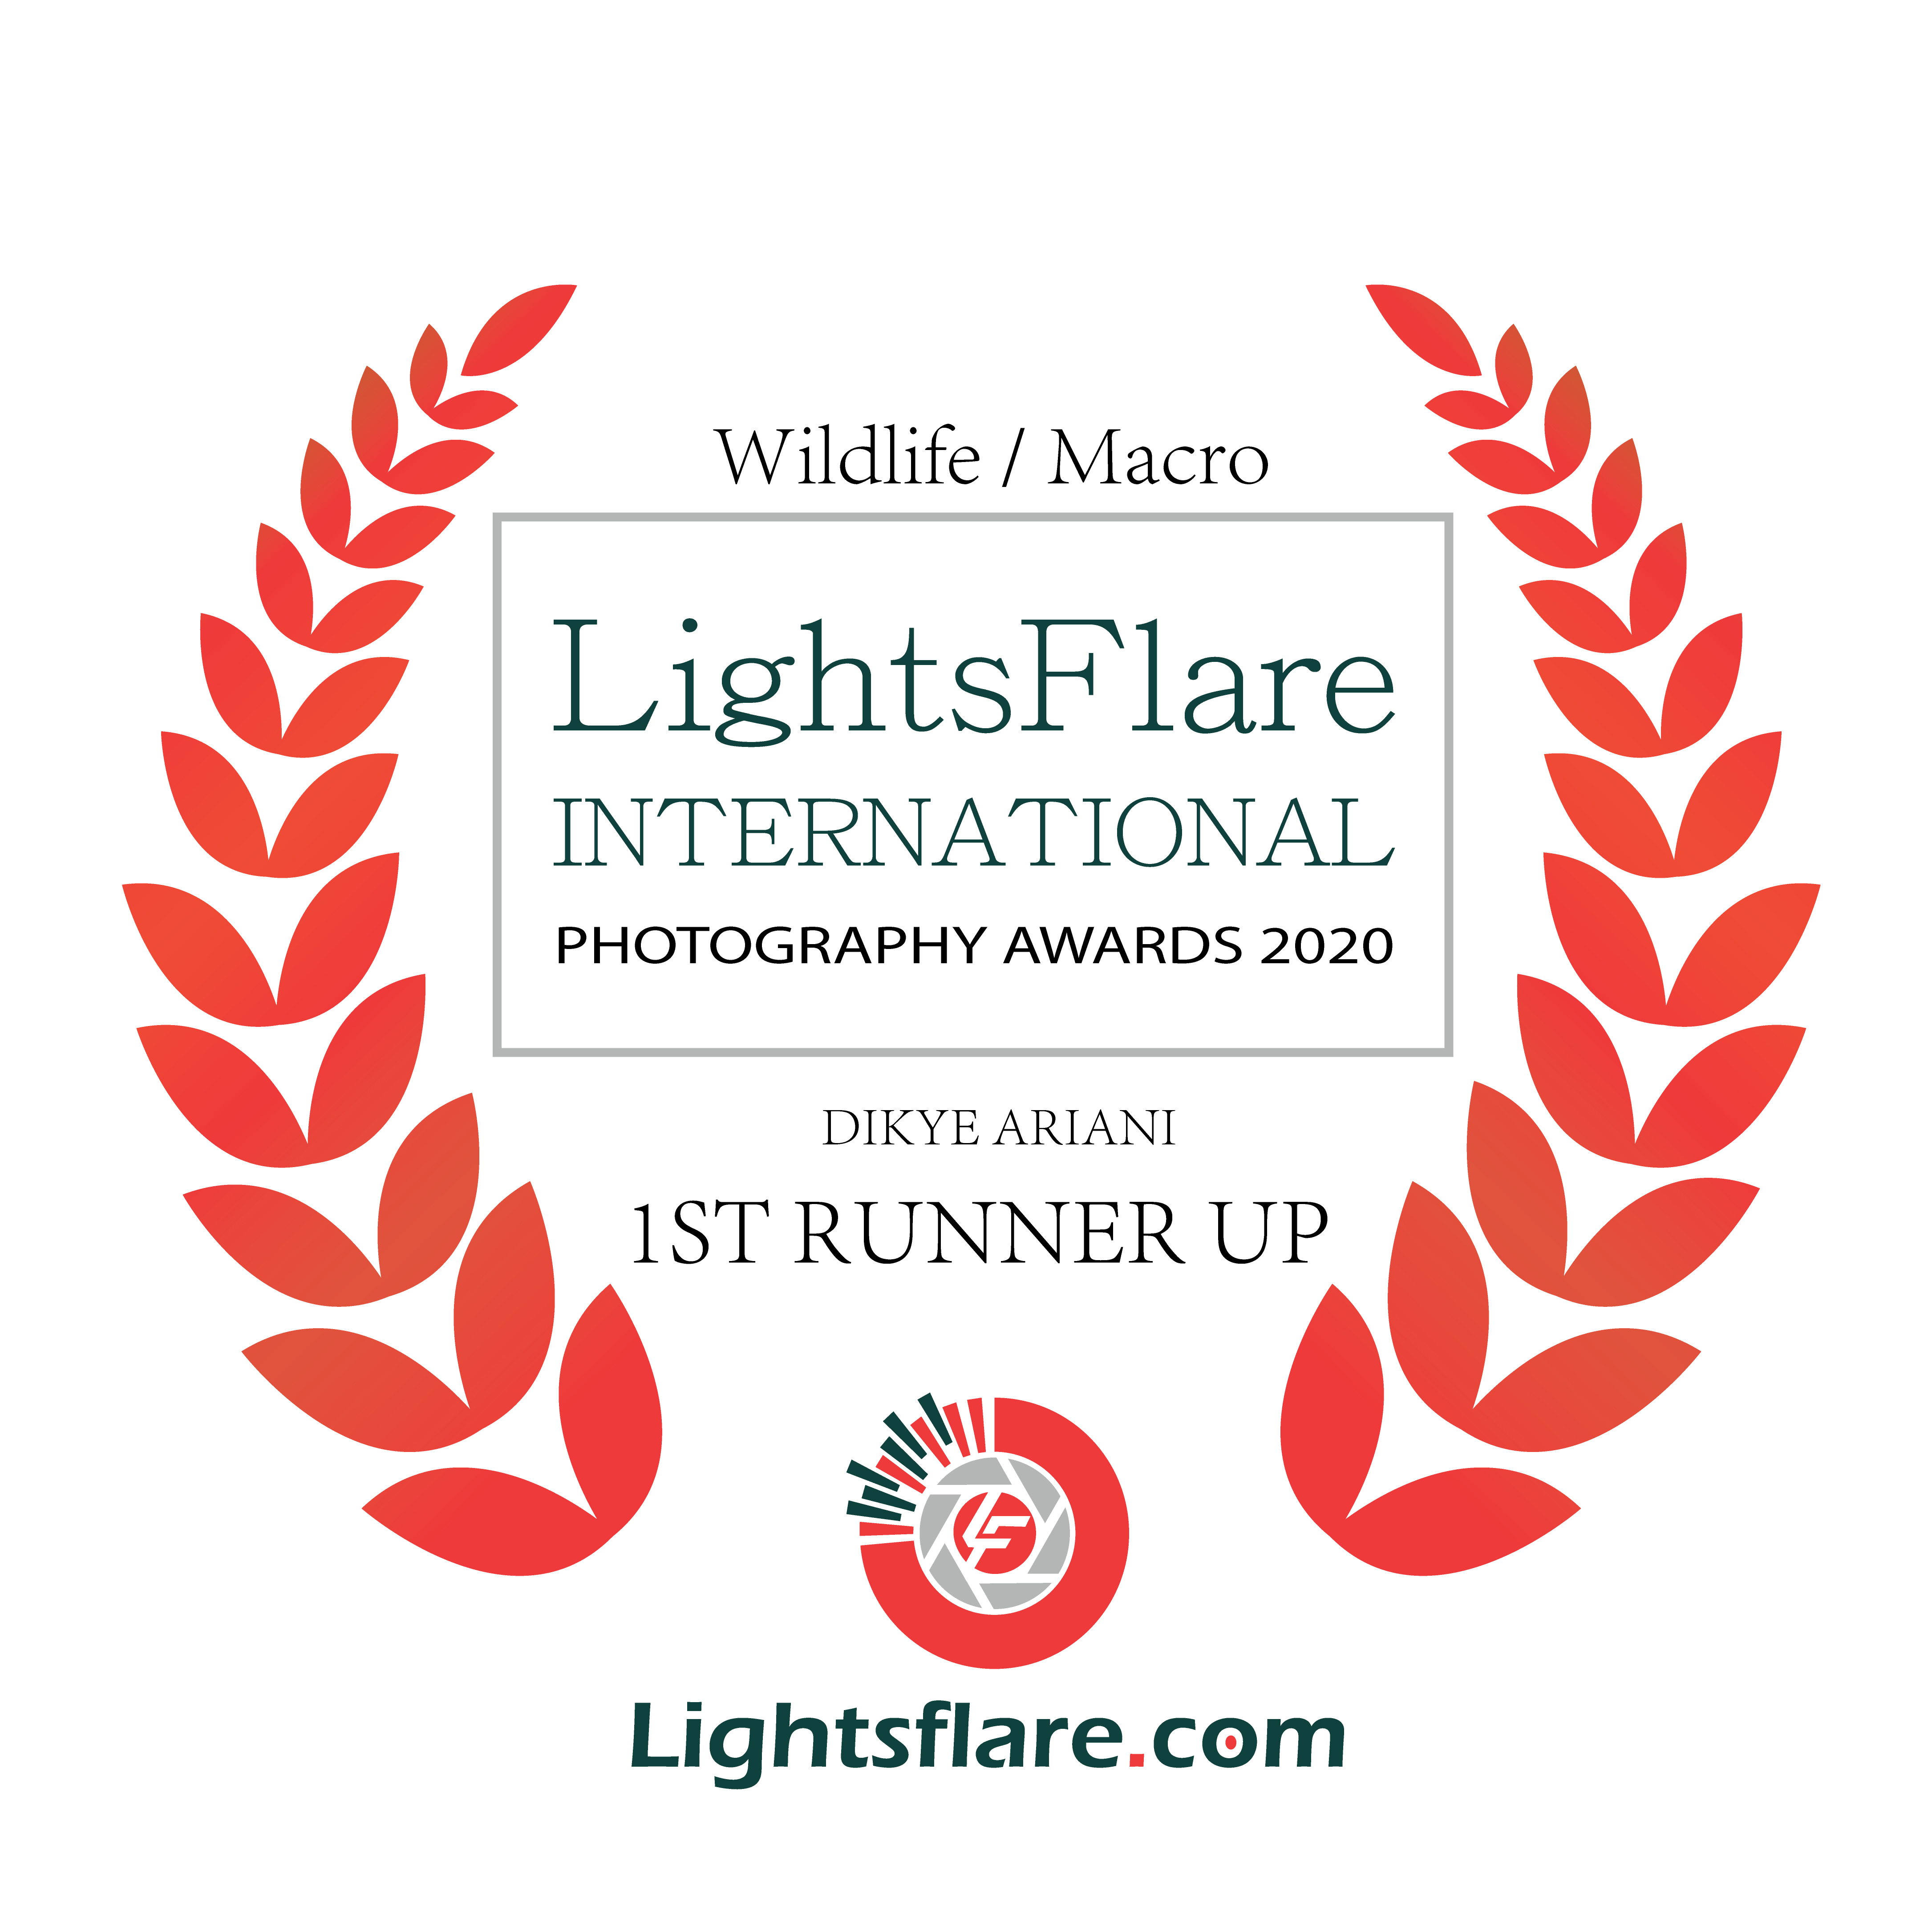 Wildlife / Macro
LightsFlare
INTERNATIONAL
PHOTOGRAPHY AWARDS 2020
DIKYE ARIANI
1ST RUNNER UP
Lightsflare.com